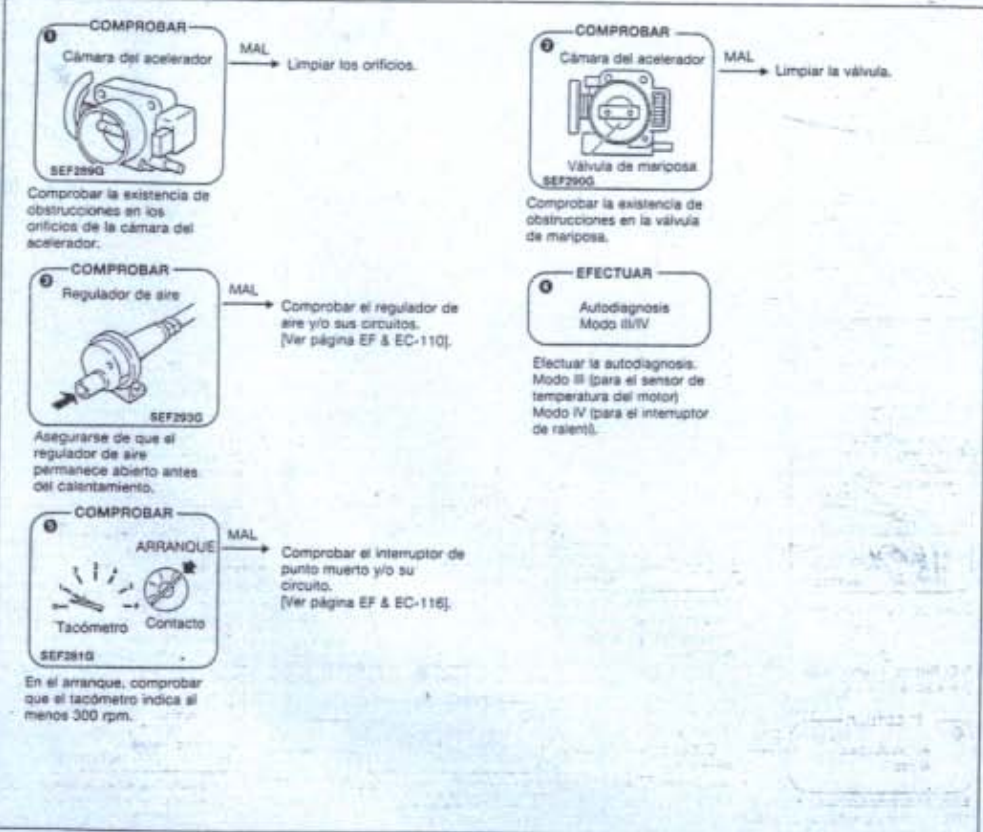 COMPROBAR
1
Cámara del acelerador
SEF289G
MAL
Limpiar los orificios.
Comprobar la existencia de
obstrucciones en los
orificios de la cámara del
acelerador.
COMPROBAR
2
Cámara del acelerador
Válvula de mariposa
SEF290G
MAL
Limpiar la válvula.
Comprobar la existencia de
obstrucciones en la válvula
de mariposa.
COMPROBAR
3
Regulador de aire
SEF293G
MAL
Comprobar el regulador de
aire y/o sus circuitos.
[Ver página EF & EC-110].
Asegurarse de que el
regulador de aire
permanece abierto antes
del calentamiento.
EFECTUAR
Autodiagnosis
Modo III/IV
Efectuar la autodiagnosis.
Modo III (para el sensor de
temperatura del motor)
Modo IV (para el interruptor
de ralentí).
COMPROBAR
5
ARRANQUE
Tacómetro
Contacto
SEF281G
MAL
Comprobar el interruptor de
punto muerto y/o su
circuito.
[Ver página EF & EC-116].
En el arranque, comprobar
que el tacómetro indica al
menos 300 rpm.